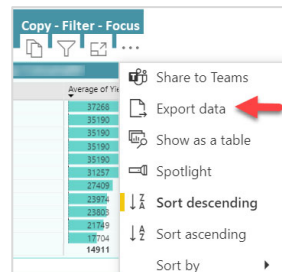 Copy - Filter - Focus
Share to Teams
Export data
Show as a table
Spotlight
Sort descending
Sort ascending
Sort by
Average of Yie
37268
35190
35190
35190
35190
31257
27409
23974
23803
21749
17704
14911